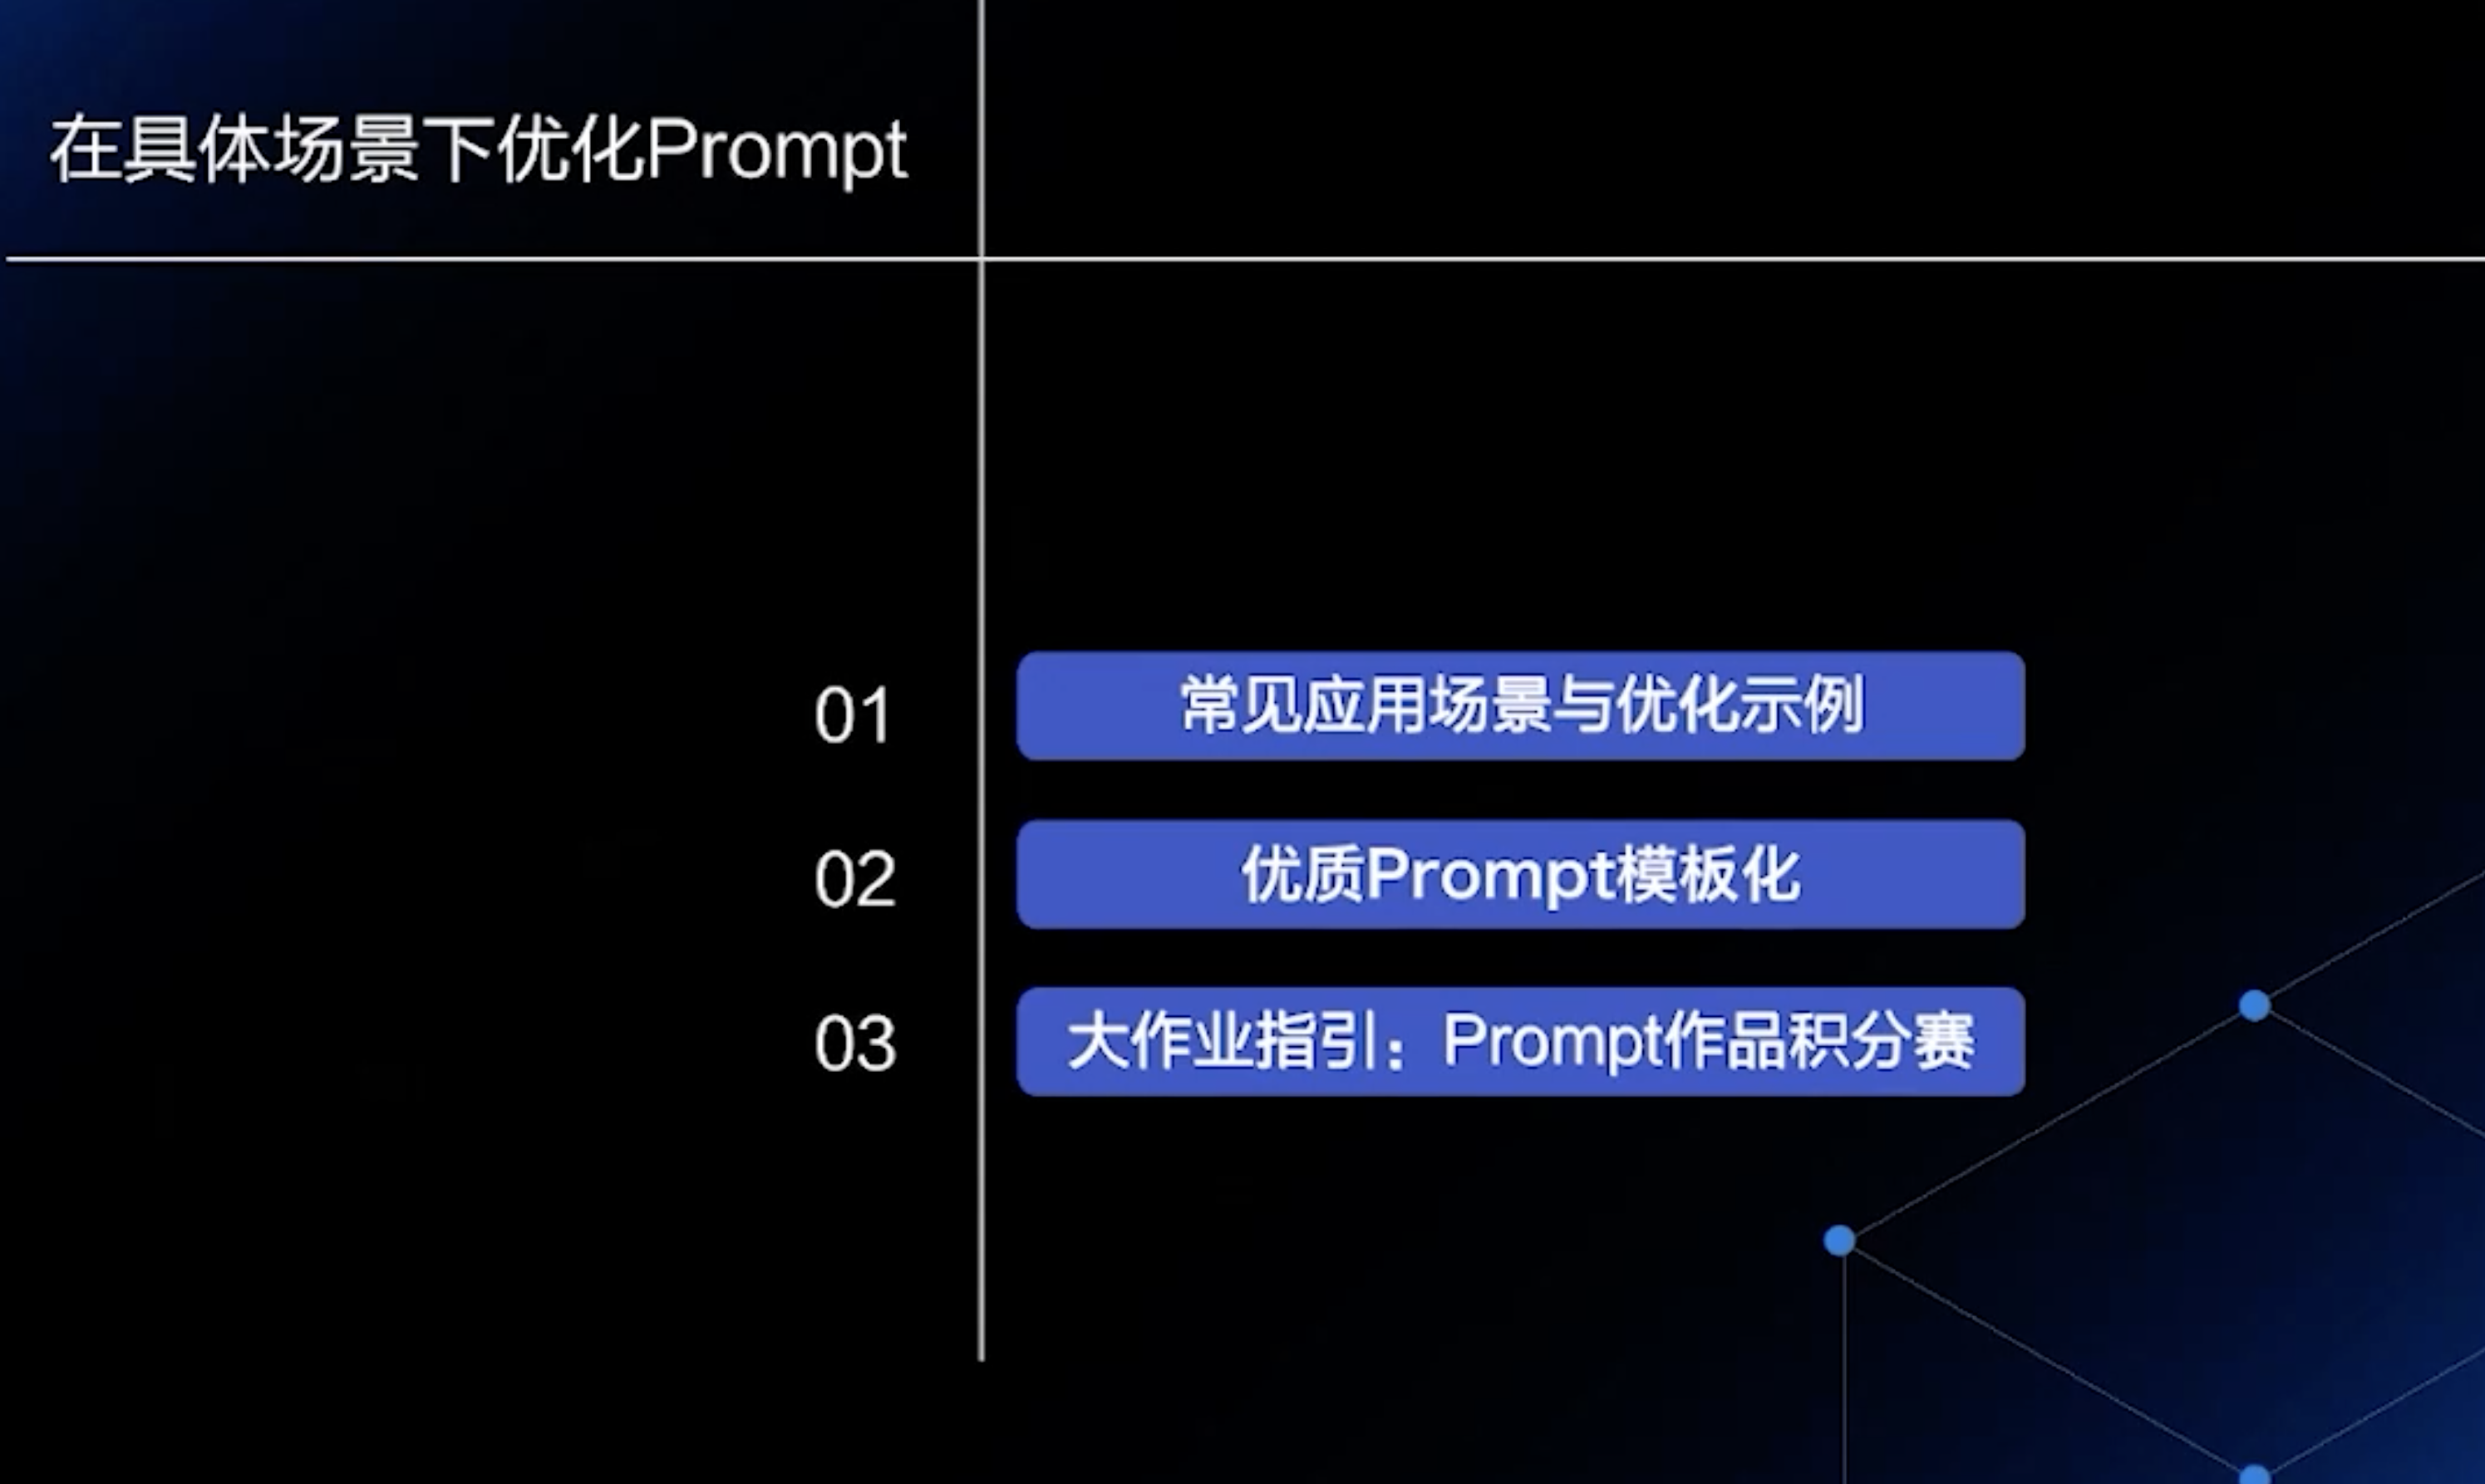 在具体场景下优化Prompt
01
常见应用场景与优化示例
02
优质Prompt模板化
03
大作业指引：Prompt作品积分赛